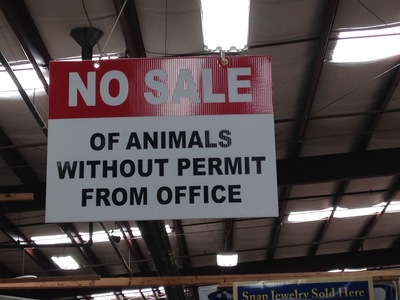 NO SALE
OF ANIMALS
WITHOUT PERMIT
FROM OFFICE
Snap Jewelry Sold Here